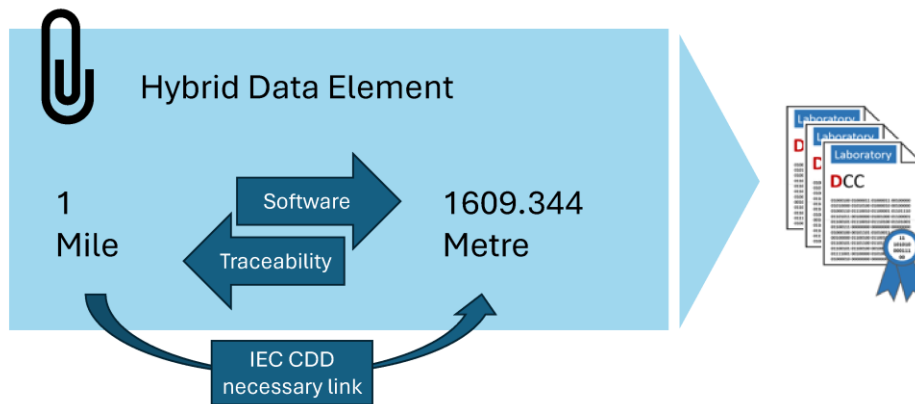 Hybrid Data Element
1
Mile
Software
Traceability
1609.344
Metre
IEC CDD
necessary link
Laboratory
D
Laboratory
D
Laboratory
DCC